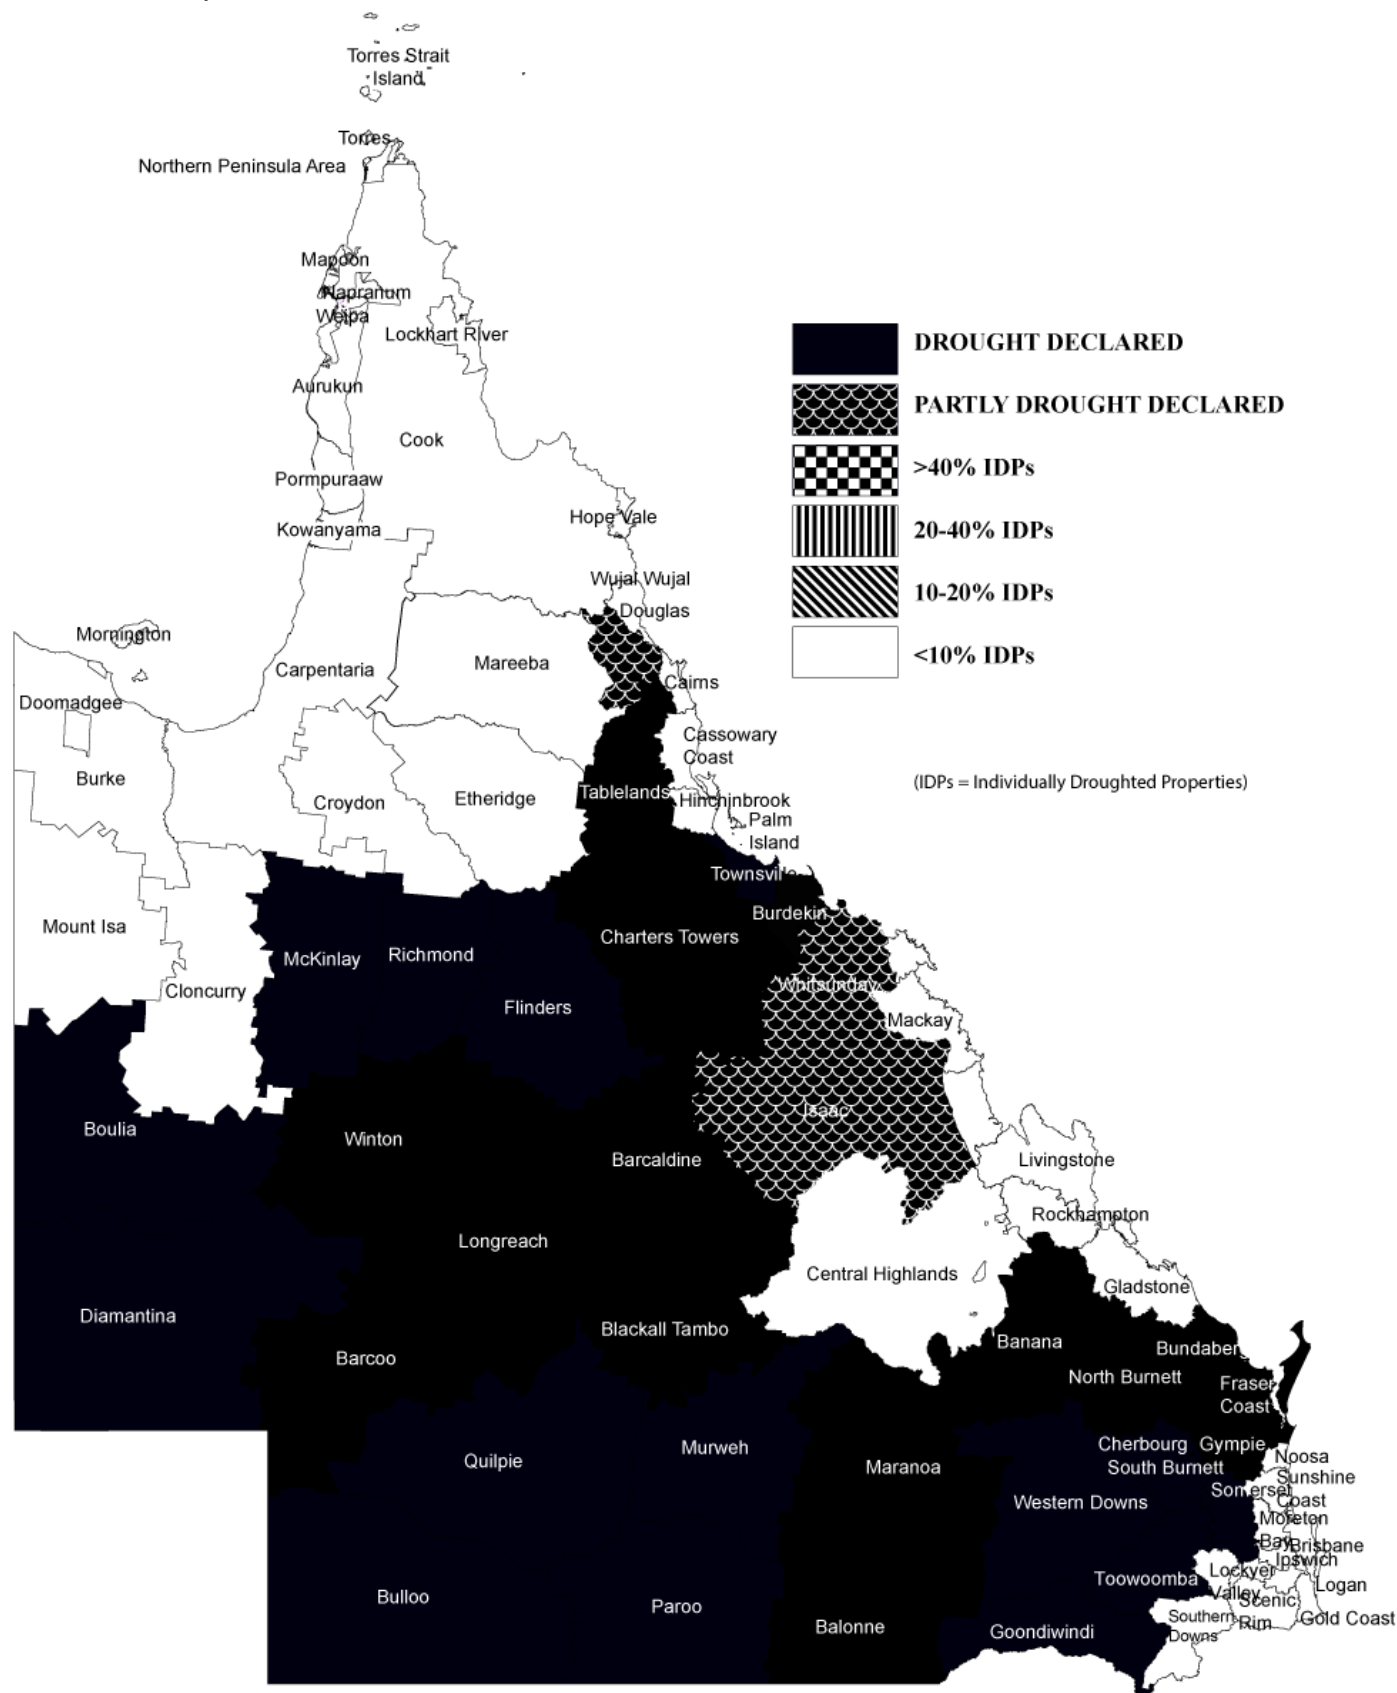 Torres Strait
Island
Torres
Northern Peninsula Area
Mapoon
Napranum
Weipa
Lockhart River
Aurukun
Cook
Pormpuraaw
Kowanyama
Hope Vale
Wujal Wujal
Douglas
Mornington
Carpentaria
Mareeba
Cairns
Doomadgee
Cassowary
Coast
Burke
Croydon
Etheridge
Tablelands
Hinchinbrook
Palm
Island
Townsville
Burdekin
Mount Isa
McKinlay
Richmond
Charters Towers
Cloncurry
Flinders
Whitsunday
Mackay
Boulia
Winton
Barcaldine
Isaac
Livingstone
Rockhampton
Longreach
Central Highlands
Gladstone
Diamantina
Barcoo
Blackall Tambo
Banana
Bundaberg
North Burnett
Fraser
Coast
Quilpie
Murweh
Maranoa
Cherbourg
Gympie
South Burnett
Noosa
Sunshine
Coast
Somerset
Western Downs
Moreton
Bay
Brisbane
Ipswich
Toowoomba
Lockyer
Valley
Logan
Scenic
Rim
Gold Coast
Bulloo
Paroo
Balonne
Goondiwindi
Southern
Downs
DROUGHT DECLARED
PARTLY DROUGHT DECLARED
>40% IDPs
20-40% IDPs
10-20% IDPs
<10% IDPs
(IDPs = Individually Droughted Properties)